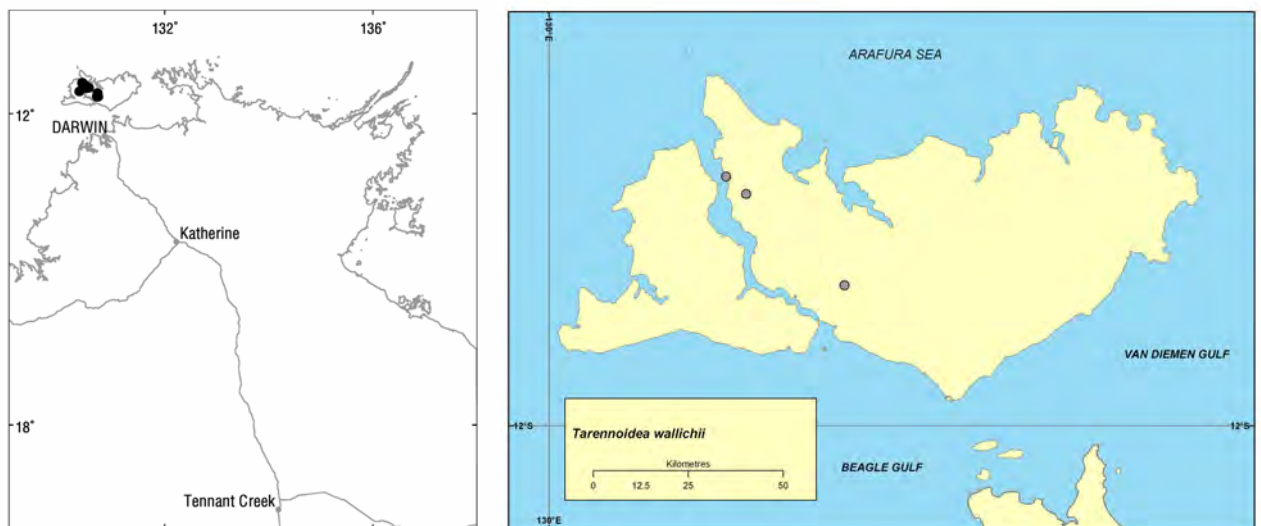 132°
136°
12°
DARWIN
Katherine
18°
Tennant Creek
130°E
ARAFURA SEA
VAN DIEMEN GULF
12°S
12°S
Tarennoidea wallichii
Kilometres
0 12.5 25 50
BEAGLE GULF
130°E